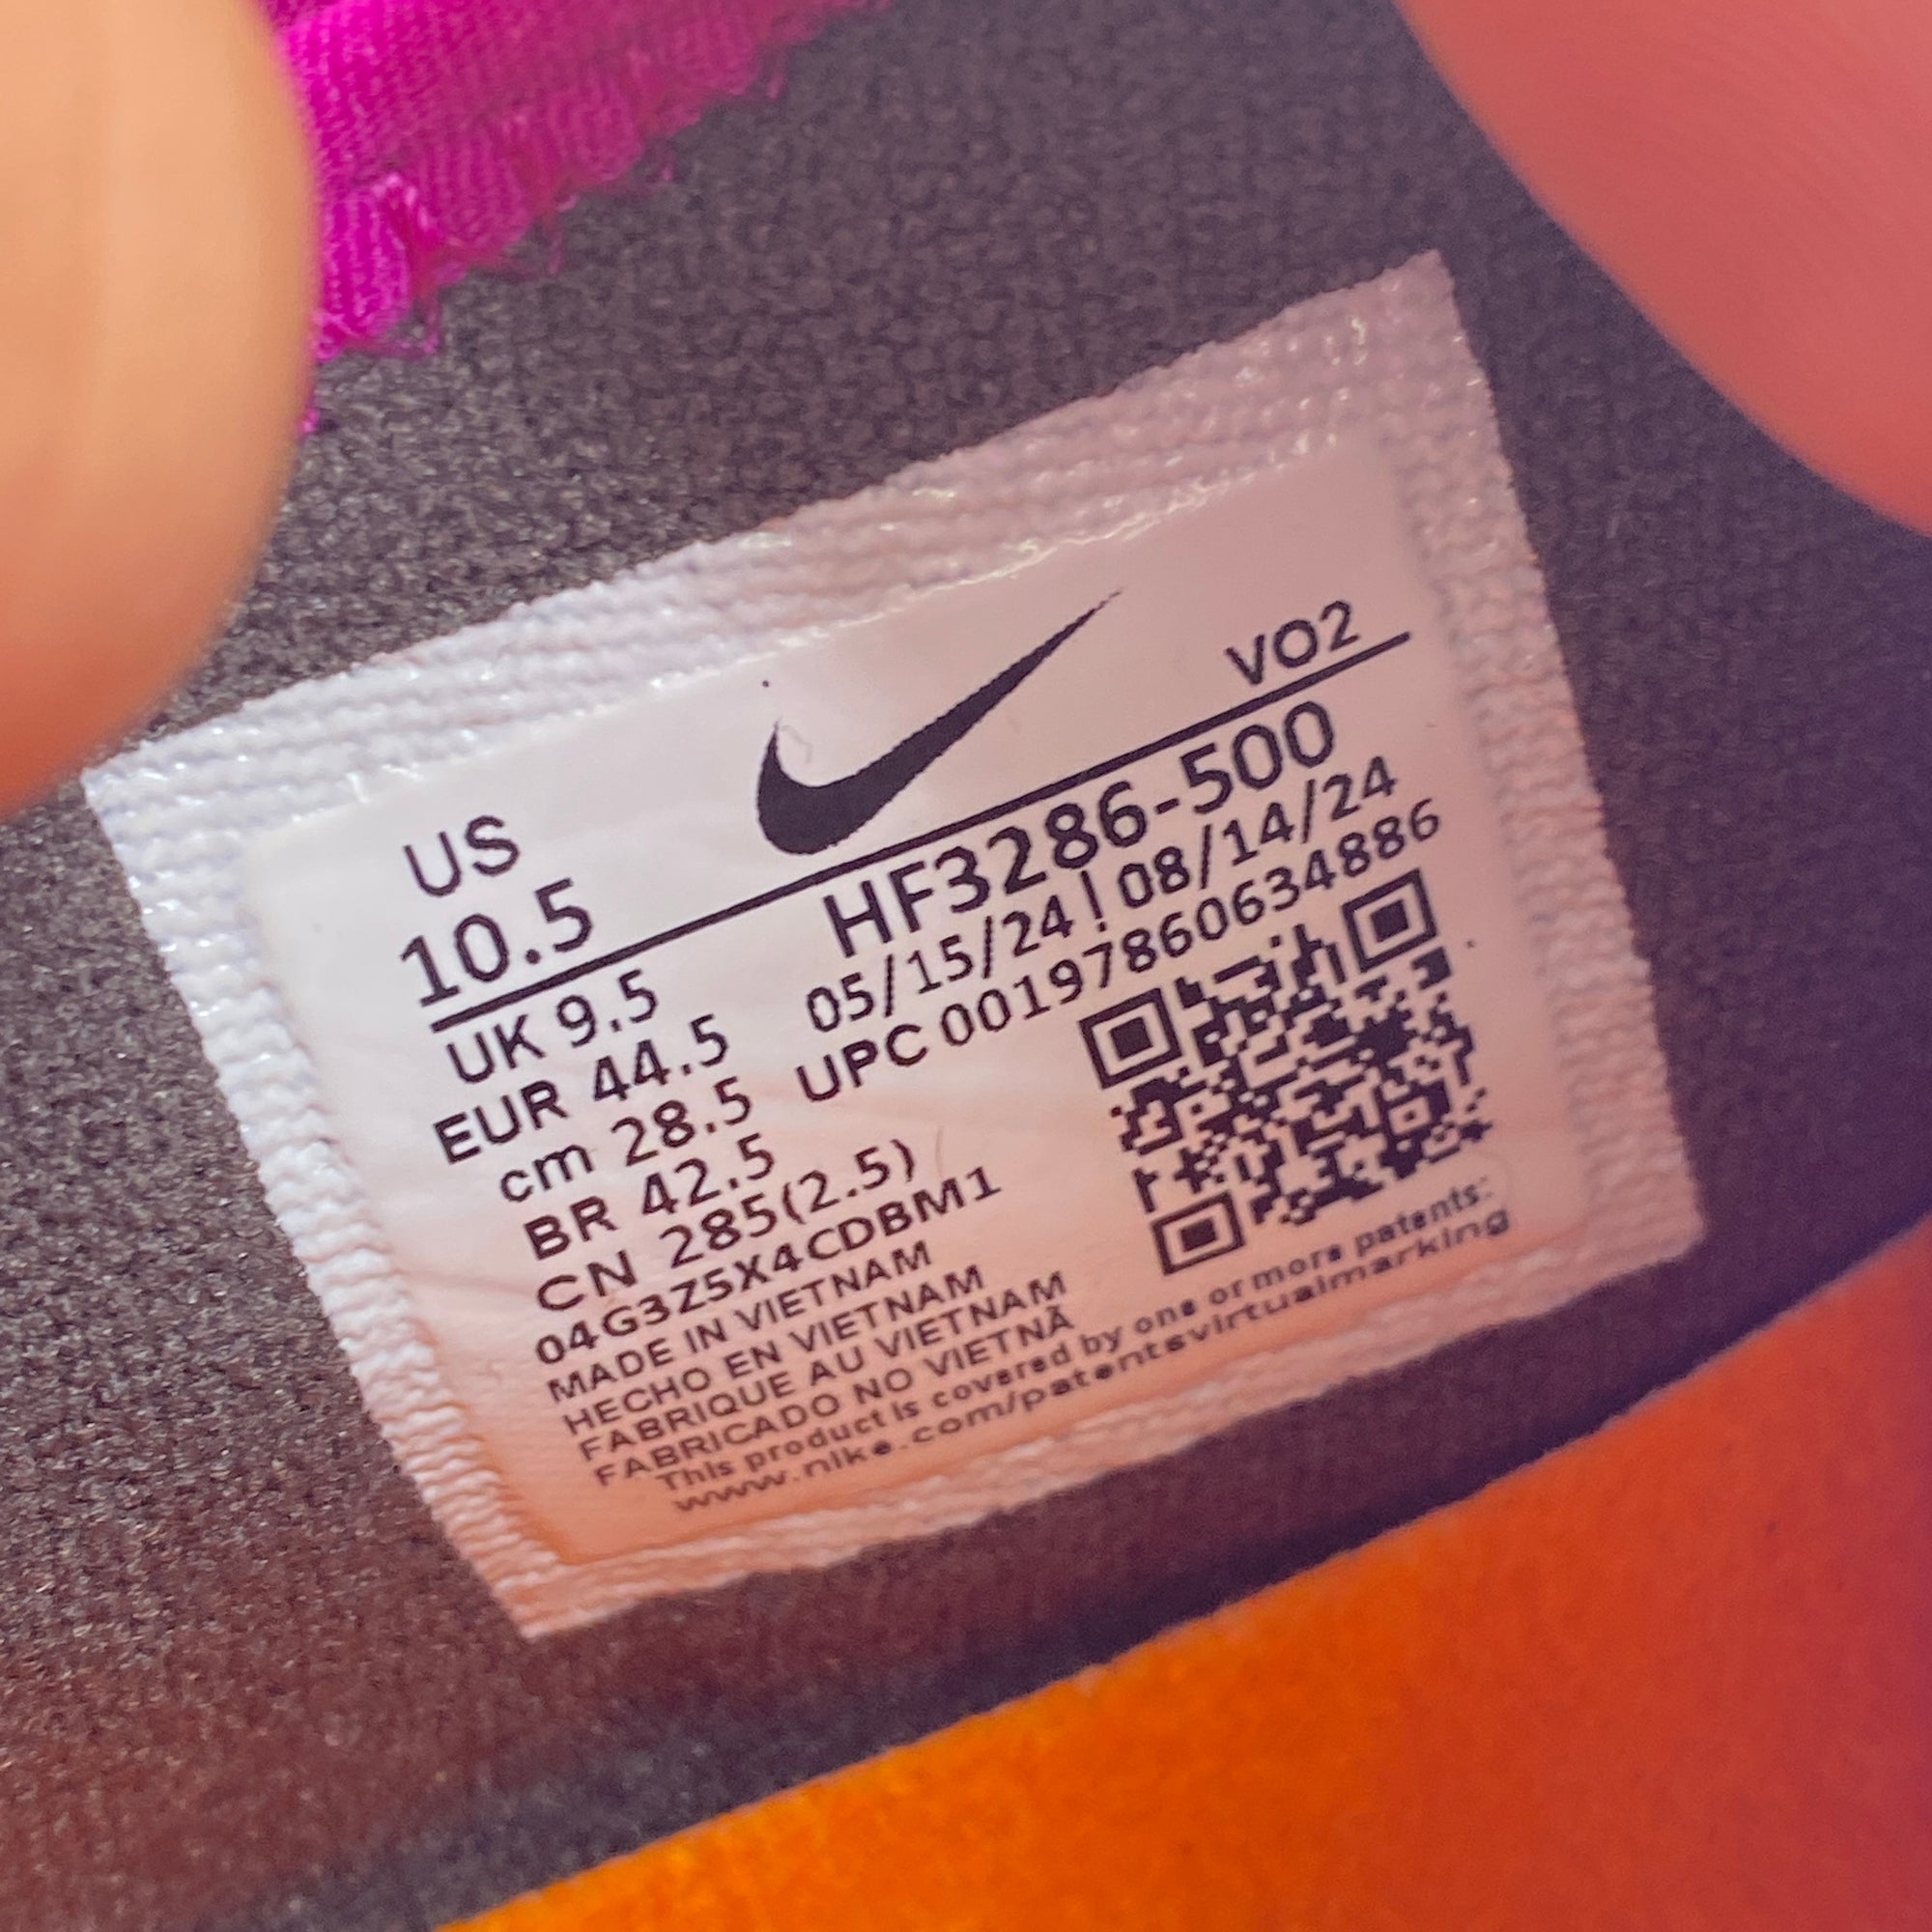 VO2
US
10.5
HF3286-500
UK 9.5
05/15/24 08/14/24
EUR 44.5
UPC 00197860634886
cm 28.5
BR 42.5
CN 285(2.5)
04G3Z5X4CDBM1
MADE IN VIETNAM
HECHO EN VIETNAM
FABRIQUE AU VIETNAM
FABRICADO NO VIETNÃ
This product is covered by one or more patents:
www.nike.com/patentsvirtualmarking